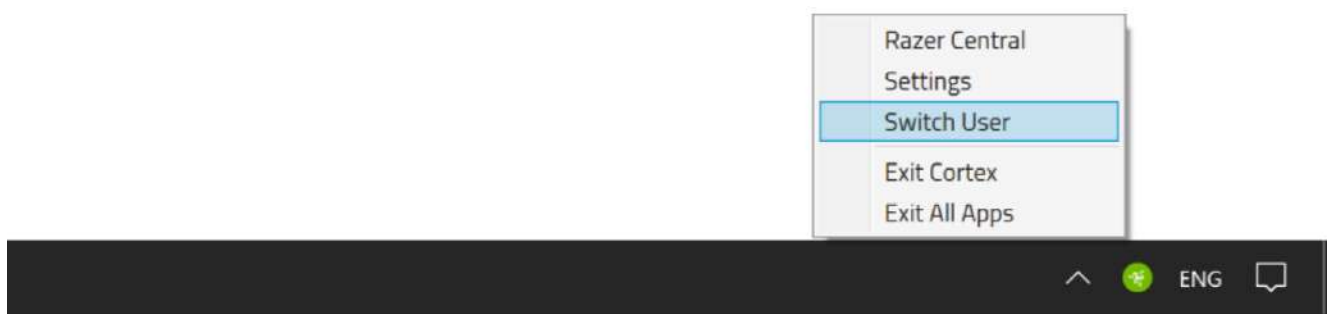 Razer Central
Settings
Switch User
Exit Cortex
Exit All Apps
ENG